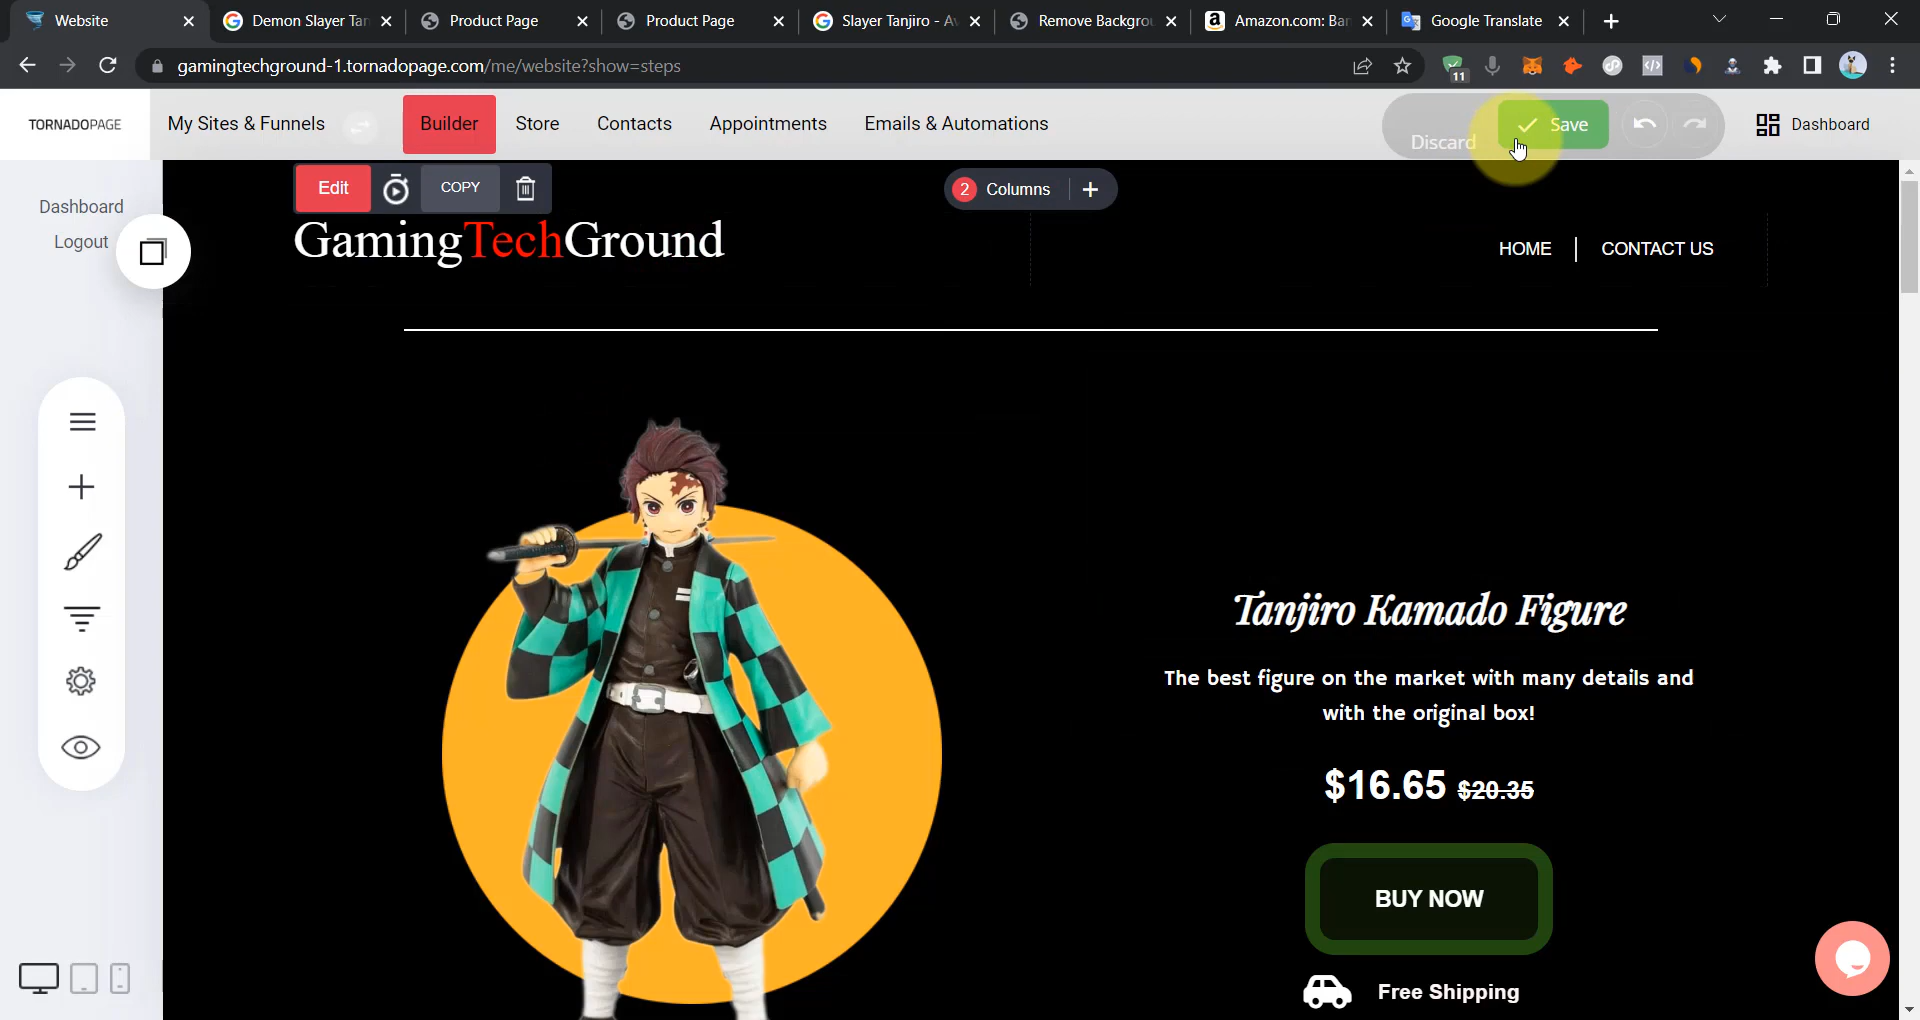 Website
Demon Slayer Tan
Product Page
Product Page
Slayer Tanjiro - A
Remove Backgrou
Amazon.com: Ban
Google Translate
gamingtechground-1.tornadopage.com/me/website?show=steps
11
TORNADOPAGE
My Sites & Funnels
Builder
Store
Contacts
Appointments
Emails & Automations
Discard
Save
Dashboard
Dashboard
Logout
Edit
COPY
2 Columns
GamingTechGround
HOME
CONTACT US
Tanjiro Kamado Figure
The best figure on the market with many details and
with the original box!
$16.65 $20.35
BUY NOW
Free Shipping